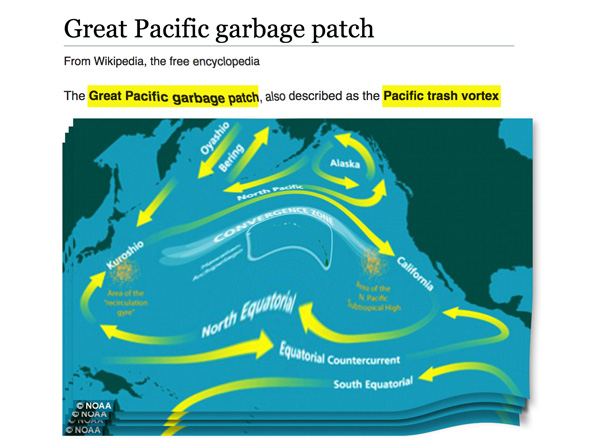 Great Pacific garbage patch
From Wikipedia, the free encyclopedia
The Great Pacific garbage patch, also described as the Pacific trash vortex
Oyashio
Bering
Alaska
North Pacific
CONVERGENCE ZONE
Hawaiian
Archipelago
Kuroshio
California
Area of the
"recirculation
gyre"
Area of the
N. Pacific
Subtropical High
North Equatorial
Equatorial Countercurrent
South Equatorial
© NOAA
© NOAA
© NOAA
© NOAA